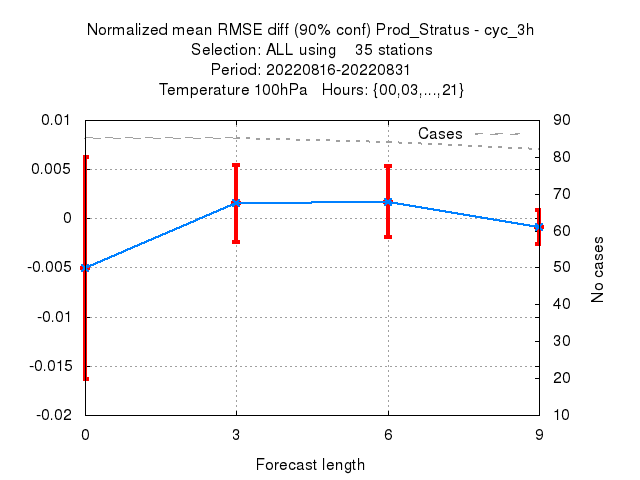 Normalized mean RMSE diff (90% conf) Prod_Stratus - cyc_3h
Selection: ALL using    35 stations
Period: 20220816-20220831
Temperature 100hPa   Hours: {00,03,...,21}
Cases
0.01
0.005
0
-0.005
-0.01
-0.015
-0.02
90
80
70
60
50
40
30
20
10
No cases
0
3
6
9
Forecast length